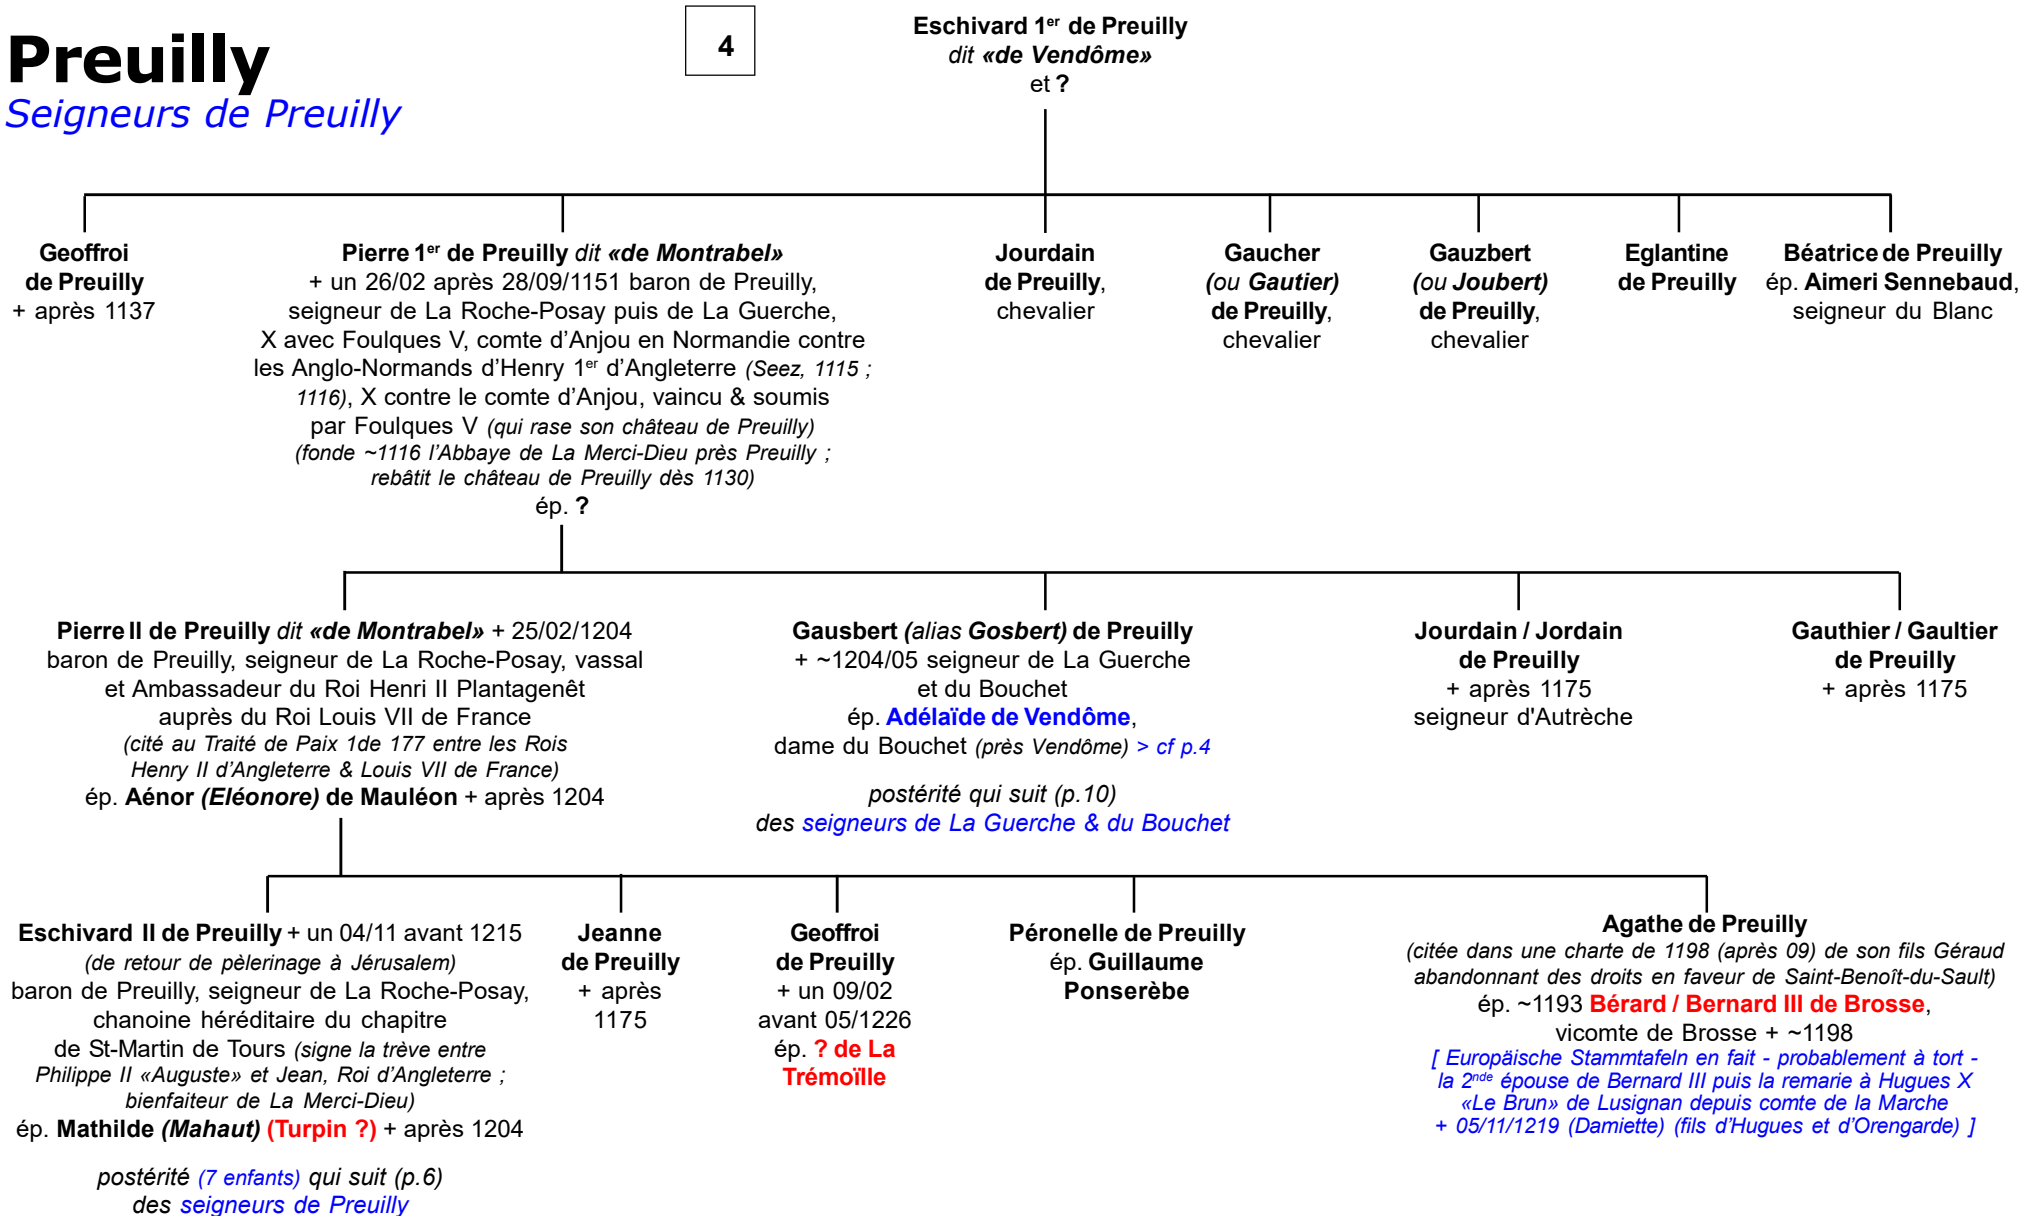 Preuilly
Seigneurs de Preuilly
4
Eschivard 1er de Preuilly
dit «de Vendôme»
et ?
Geoffroi
de Preuilly
+ après 1137
Pierre 1er de Preuilly dit «de Montrabel»
+ un 26/02 après 28/09/1151 baron de Preuilly,
seigneur de La Roche-Posay puis de La Guerche,
X avec Foulques V, comte d’Anjou en Normandie contre
les Anglo-Normands d’Henry 1er d’Angleterre (Seez, 1115 ;
1116), X contre le comte d’Anjou, vaincu & soumis
par Foulques V (qui rase son château de Preuilly)
(fonde ~1116 l’Abbaye de La Merci-Dieu près Preuilly ;
rebâtit le château de Preuilly dès 1130)
ép. ?
Jourdain
de Preuilly,
chevalier
Gaucher
(ou Gautier)
de Preuilly,
chevalier
Gauzbert
(ou Joubert)
de Preuilly,
chevalier
Eglantine
de Preuilly
Béatrice de Preuilly
ép. Aimeri Sennebaud,
seigneur du Blanc
Pierre II de Preuilly dit «de Montrabel» + 25/02/1204
baron de Preuilly, seigneur de La Roche-Posay, vassal
et Ambassadeur du Roi Henri II Plantagenêt
auprès du Roi Louis VII de France
(cité au Traité de Paix 1de 177 entre les Rois
Henry II d’Angleterre & Louis VII de France)
ép. Aénor (Eléonore) de Mauléon + après 1204
Gausbert (alias Gosbert) de Preuilly
+ ~1204/05 seigneur de La Guerche
et du Bouchet
ép. Adélaïde de Vendôme,
dame du Bouchet (près Vendôme) > cf p.4
postérité qui suit (p.10)
des seigneurs de La Guerche & du Bouchet
Jourdain / Jordain
de Preuilly
+ après 1175
seigneur d'Autrèche
Gauthier / Gaultier
de Preuilly
+ après 1175
Eschivard II de Preuilly + un 04/11 avant 1215
(de retour de pèlerinage à Jérusalem)
baron de Preuilly, seigneur de La Roche-Posay,
chanoine héréditaire du chapitre
de St-Martin de Tours (signe la trève entre
Philippe II «Auguste» et Jean, Roi d’Angleterre ;
bienfaiteur de La Merci-Dieu)
ép. Mathilde (Mahaut) (Turpin ?) + après 1204
postérité (7 enfants) qui suit (p.6)
des seigneurs de Preuilly
Jeanne
de Preuilly
+ après
1175
Geoffroi
de Preuilly
+ un 09/02
avant 05/1226
ép. ? de La
Trémoïlle
Péronelle de Preuilly
ép. Guillaume
Ponserèbe
Agathe de Preuilly
(citée dans une charte de 1198 (après 09) de son fils Géraud
abandonnant des droits en faveur de Saint-Benoît-du-Sault)
ép. ~1193 Bérard / Bernard III de Brosse,
vicomte de Brosse + ~1198
[ Europäische Stammtafeln en fait - probablement à tort -
la 2nde épouse de Bernard III puis la remarie à Hugues X
«Le Brun» de Lusignan depuis comte de la Marche
+ 05/11/1219 (Damiette) (fils d’Hugues et d’Orengarde) ]